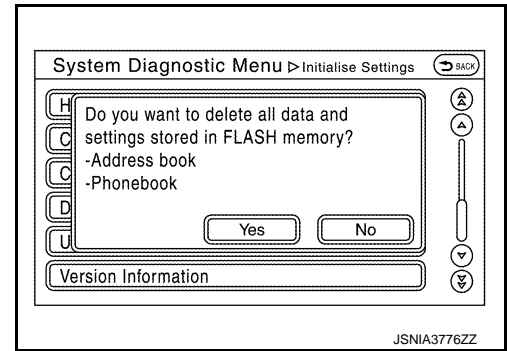 System Diagnostic Menu ▷ Initialise Settings
BACK
H
Do you want to delete all data and
C
settings stored in FLASH memory?
-Address book
C
-Phonebook
D
Yes
No
U
Version Information
JSNIA3776ZZ